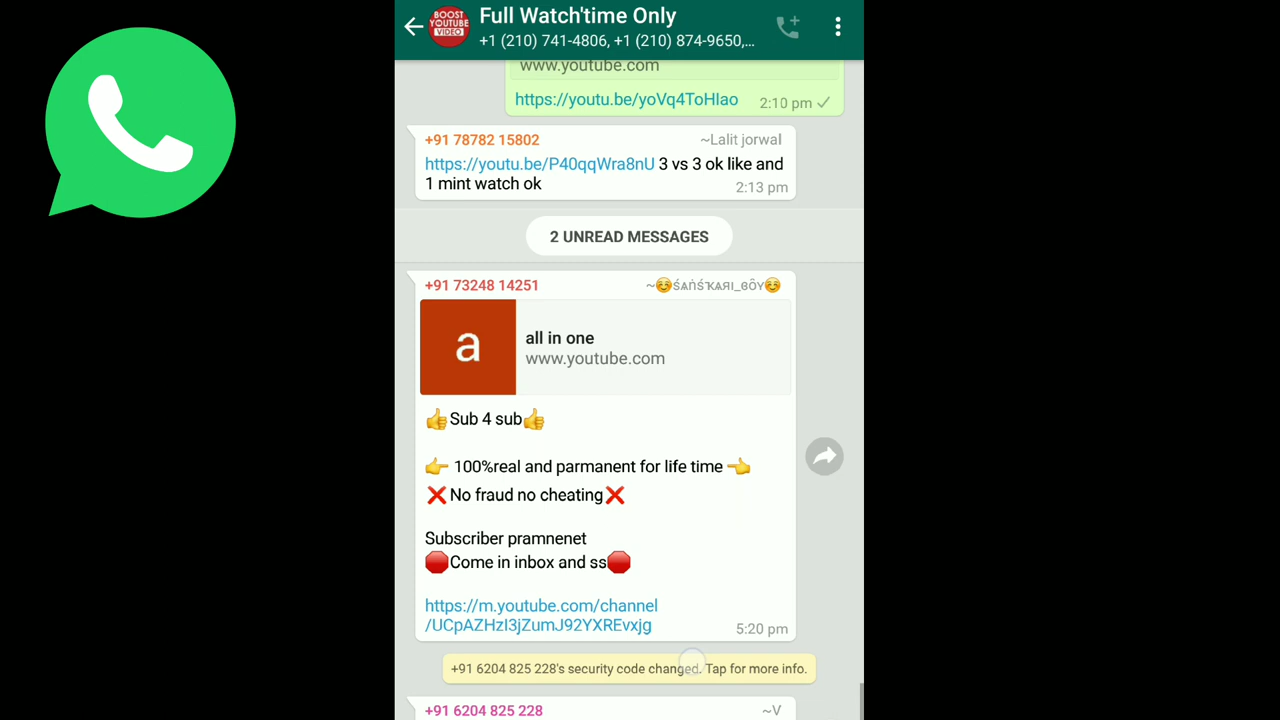 BOOST
YOUTUBE
VIDEO
Full Watch'time Only
+1 (210) 741-4806, +1 (210) 874-9650,...
www.youtube.com
https://youtu.be/yoVq4ToHIao 2:10 pm
+91 78782 15802 ~Lalit jorwal
https://youtu.be/P40qqWra8nU 3 vs 3 ok like and
1 mint watch ok 2:13 pm
2 UNREAD MESSAGES
+91 73248 14251
a
all in one
www.youtube.com
👍Sub 4 sub👍
👉 100%real and parmanent for life time 👈
❌No fraud no cheating❌
Subscriber pramnenet
🛑Come in inbox and ss🛑
https://m.youtube.com/channel
/UCpAZHzI3jZumJ92YXREvxjg 5:20 pm
+91 6204 825 228's security code changed. Tap for more info.
+91 6204 825 228 ~V